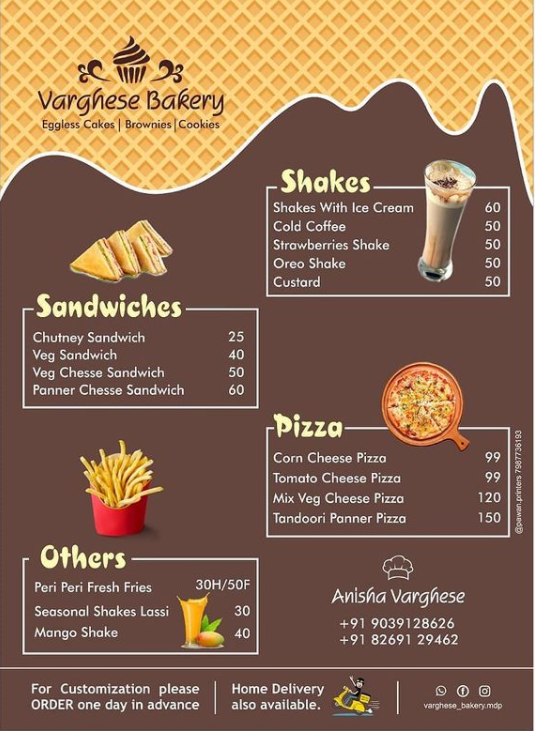 Varghese Bakery
Eggless Cakes | Brownies | Cookies
Shakes
Shakes With Ice Cream 60
Cold Coffee 50
Strawberries Shake 50
Oreo Shake 50
Custard 50
Sandwiches
Chutney Sandwich 25
Veg Sandwich 40
Veg Chesse Sandwich 50
Panner Chesse Sandwich 60
Pizza
Corn Cheese Pizza 99
Tomato Cheese Pizza 99
Mix Veg Cheese Pizza 120
Tandoori Panner Pizza 150
@pawan.printers 7987736193
Others
Peri Peri Fresh Fries 30H/50F
Seasonal Shakes Lassi 30
Mango Shake 40
Anisha Varghese
+91 9039128626
+91 82691 29462
For Customization please
ORDER one day in advance
Home Delivery
also available.
varghese_bakery.mdp